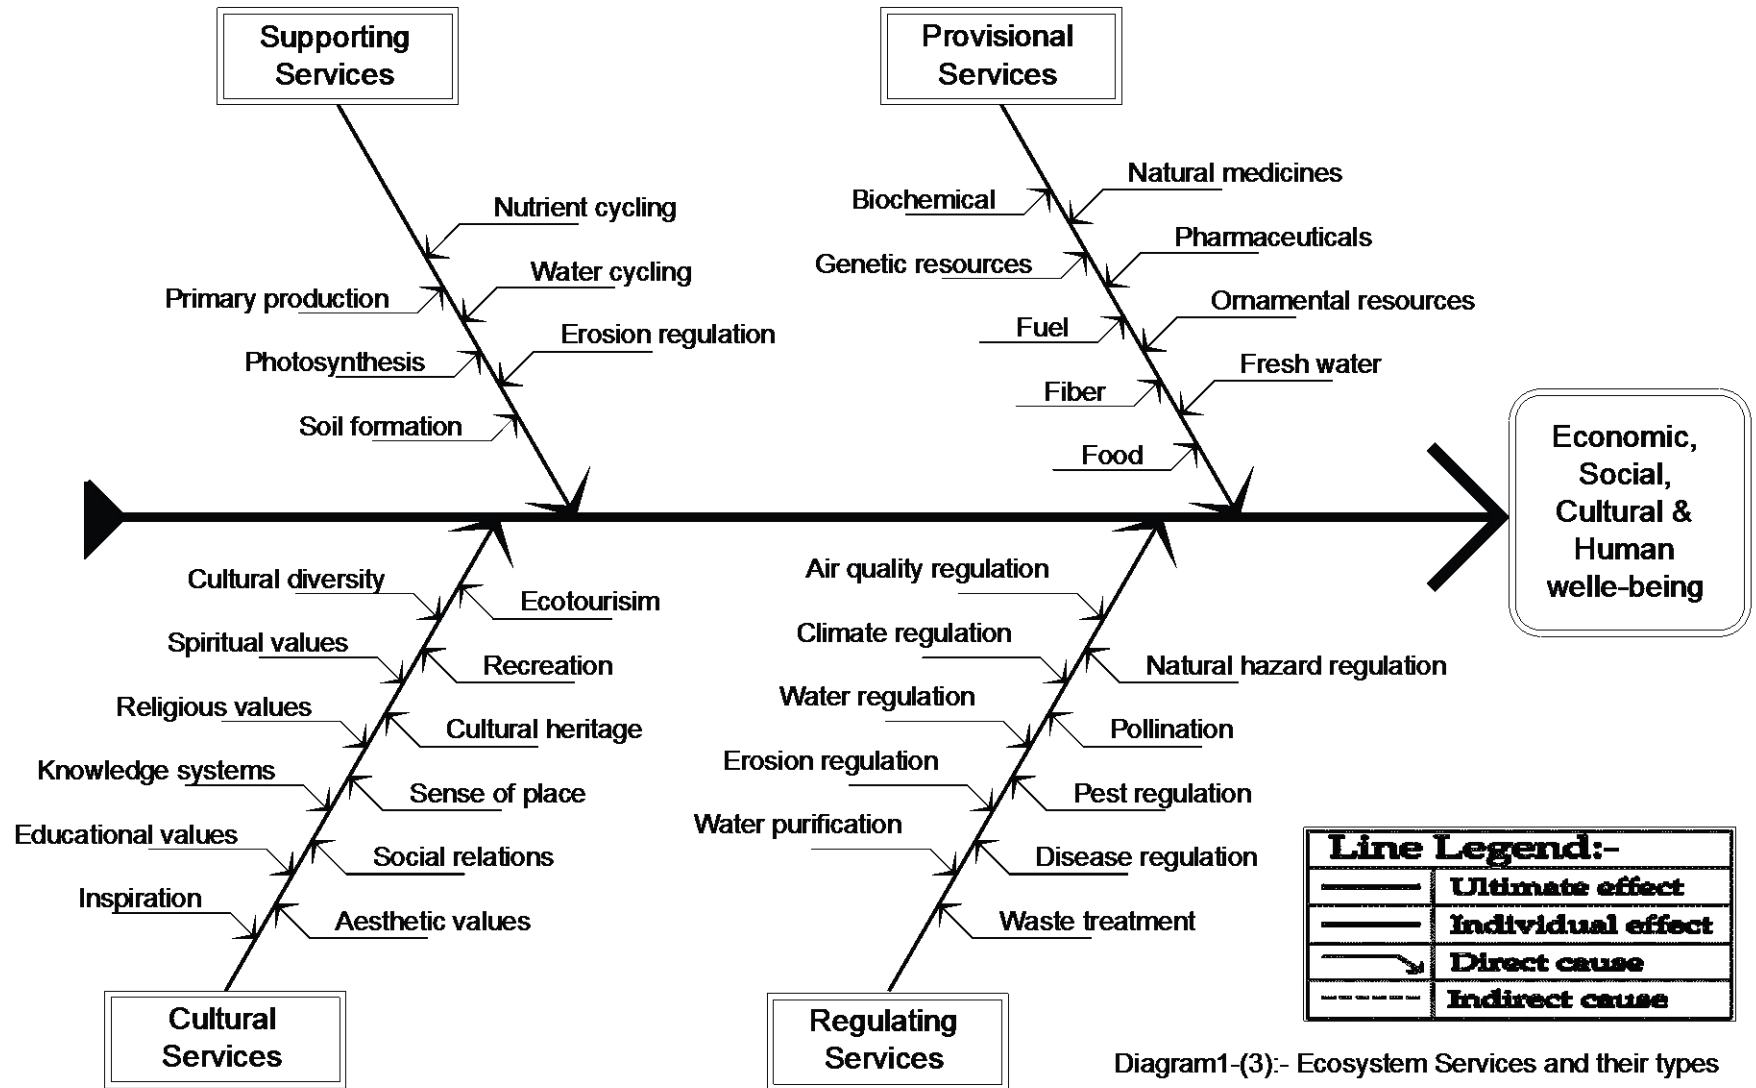 Supporting
Services
Provisional
Services
Nutrient cycling
Water cycling
Primary production
Erosion regulation
Photosynthesis
Soil formation
Natural medicines
Biochemical
Pharmaceuticals
Genetic resources
Ornamental resources
Fuel
Fresh water
Fiber
Food
Economic,
Social,
Cultural &
Human
welle-being
Cultural diversity
Ecotourisim
Spiritual values
Recreation
Religious values
Cultural heritage
Knowledge systems
Sense of place
Educational values
Social relations
Inspiration
Aesthetic values
Air quality regulation
Climate regulation
Natural hazard regulation
Water regulation
Pollination
Erosion regulation
Pest regulation
Water purification
Disease regulation
Waste treatment
Cultural
Services
Regulating
Services
Line Legend:-
Ultimate effect
Individual effect
Direct cause
Indirect cause
Diagram1-(3):- Ecosystem Services and their types